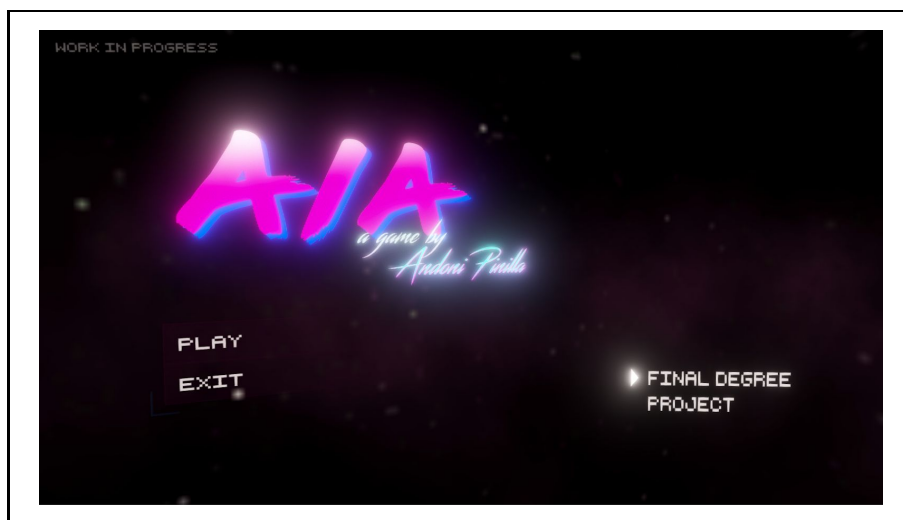 WORK IN PROGRESS
AIA
a game by
Andoni Pinilla
PLAY
EXIT
FINAL DEGREE
PROJECT